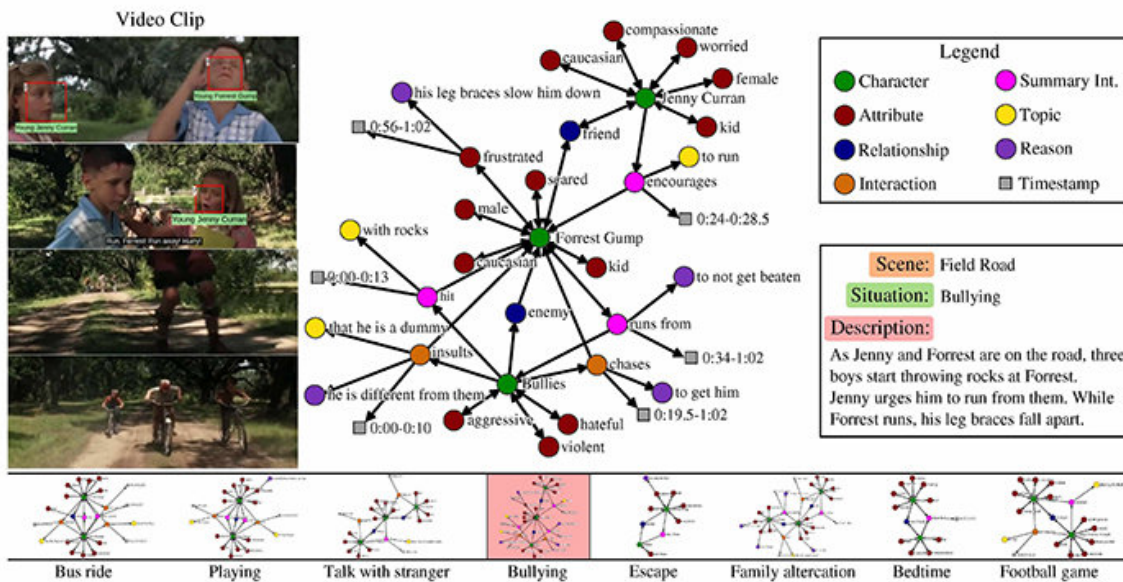 Video Clip
Young Forrest Gump
Young Jenny Curran
Young Jenny Curran
Run, Forrest! Run away! Hurry!
compassionate
caucasian
worried
female
Jenny Curran
kid
his leg braces slow him down
friend
0:56-1:02
frustrated
to run
scared
encourages
male
0:24-0:28.5
with rocks
Forrest Gump
caucasian
kid
0:00-0:13
to not get beaten
hit
enemy
runs from
that he is a dummy
insults
0:34-1:02
chases
Bullies
he is different from them
to get him
0:00-0:10
aggressive
hateful
0:19.5-1:02
violent
Legend
Character
Summary Int.
Attribute
Topic
Relationship
Reason
Interaction
Timestamp
Scene: Field Road
Situation: Bullying
Description:
As Jenny and Forrest are on the road, three
boys start throwing rocks at Forrest.
Jenny urges him to run from them. While
Forrest runs, his leg braces fall apart.
Bus ride
Playing
Talk with stranger
Bullying
Escape
Family altercation
Bedtime
Football game